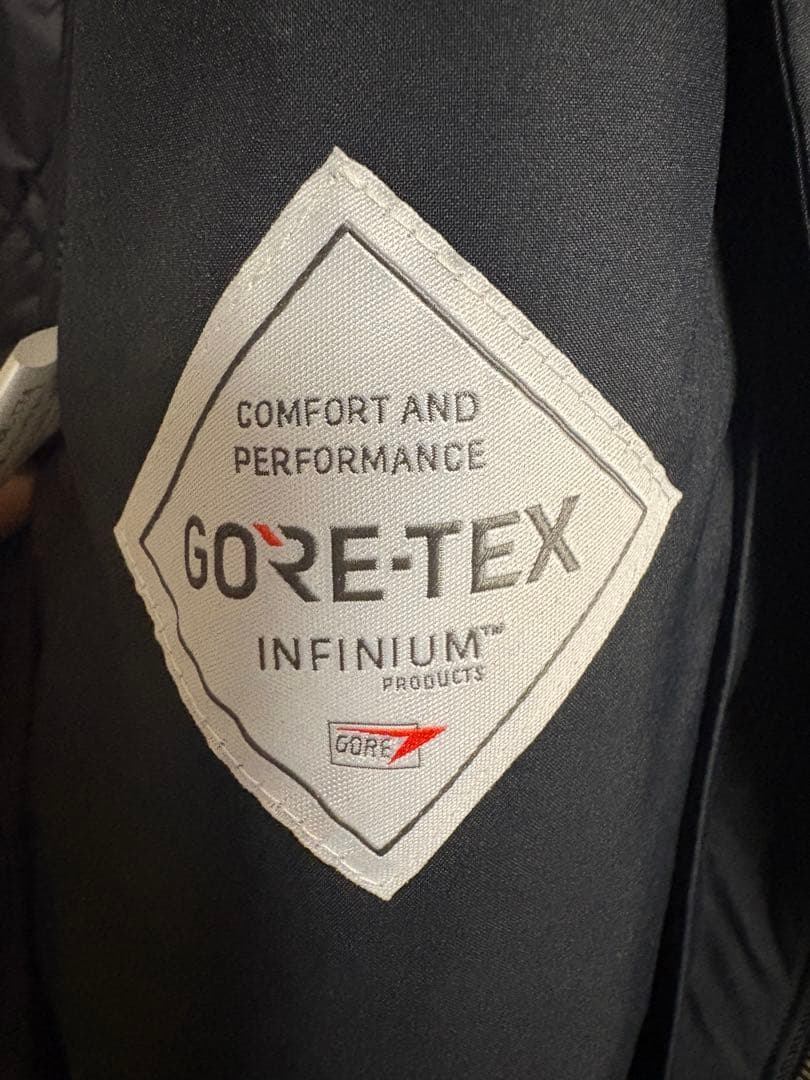 COMFORT AND
PERFORMANCE
GORE-TEX
INFINIUM™
PRODUCTS
GORE